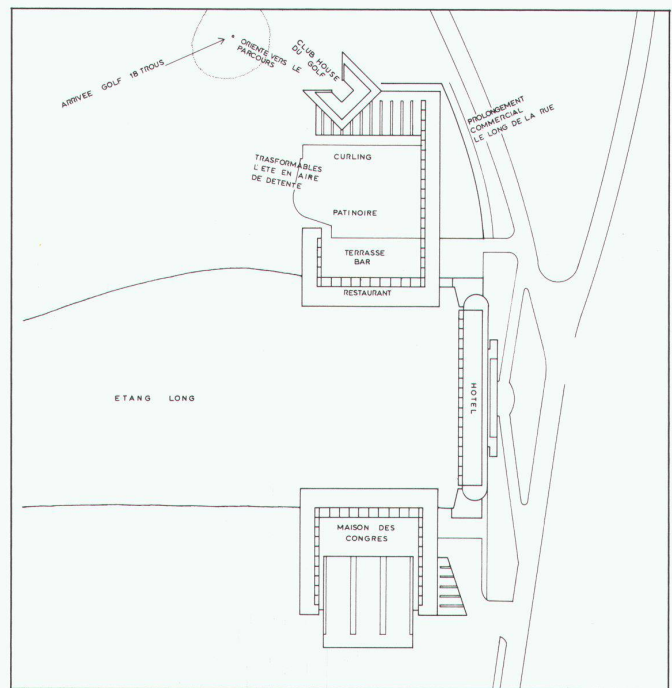 ARRIVEE GOLF 18 TROUS
ORIENTE VERS LE
PARCOURS
CLUB HOUSE
DU GOLF
PROLONGEMENT
COMMERCIAL
LE LONG DE LA RUE
TRASFORMABLES
L'ETE EN AIRE
DE DETENTE
CURLING
PATINOIRE
TERRASSE
BAR
RESTAURANT
ETANG LONG
HOTEL
MAISON DES
CONGRES